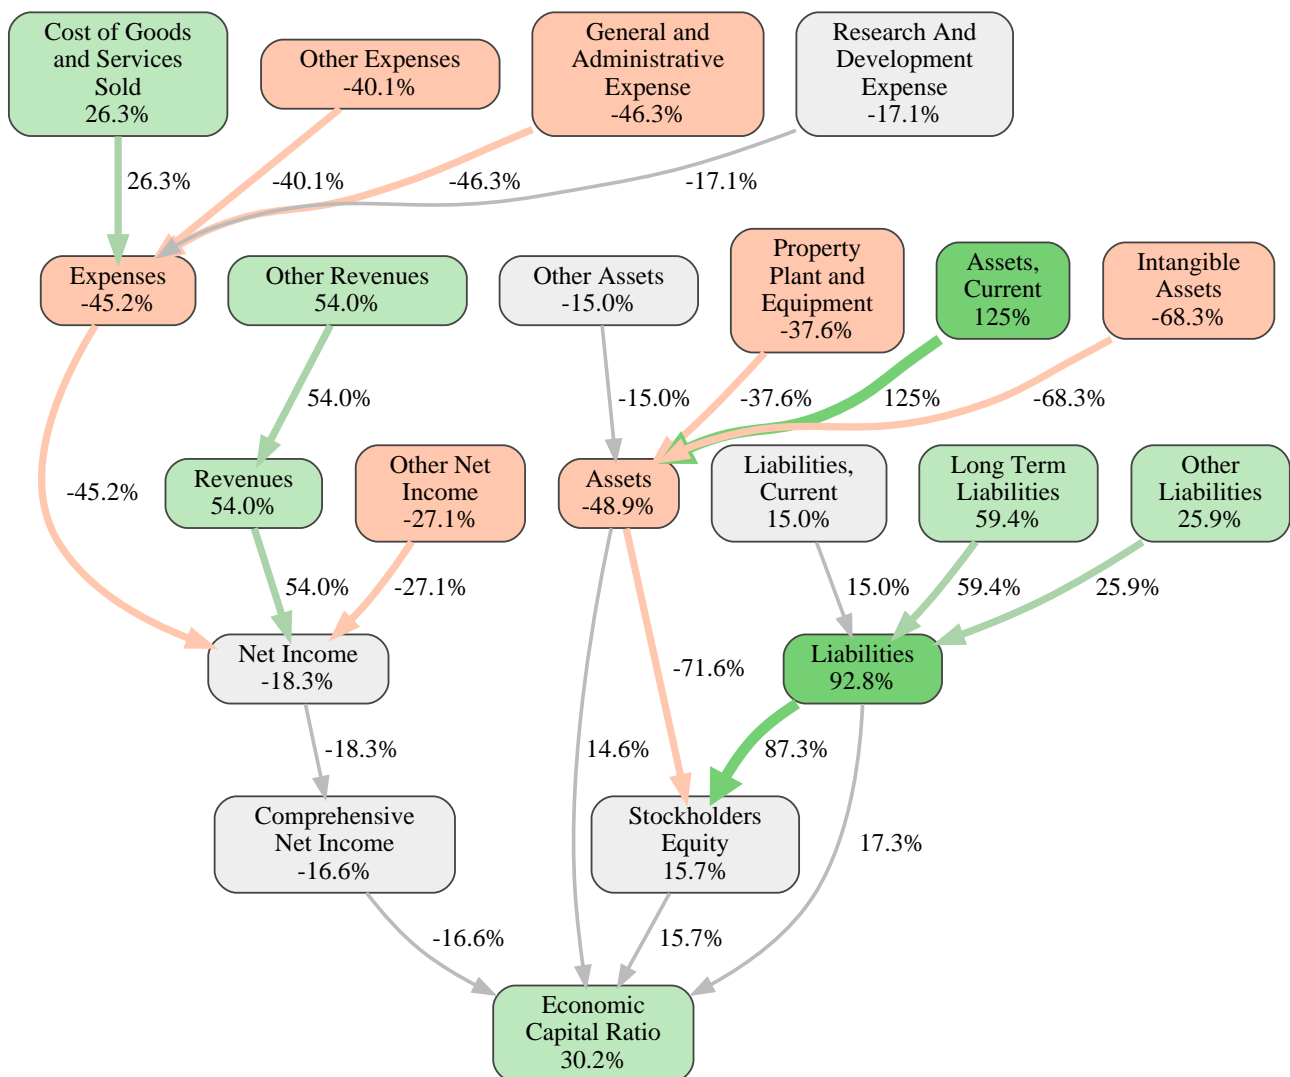 Cost of Goods
and Services
Sold
26.3%
Other Expenses
-40.1%
General and
Administrative
Expense
-46.3%
Research And
Development
Expense
-17.1%
26.3%
-40.1%
-46.3%
-17.1%
Expenses
-45.2%
Other Revenues
54.0%
Other Assets
-15.0%
Property
Plant and
Equipment
-37.6%
Assets,
Current
125%
Intangible
Assets
-68.3%
54.0%
-15.0%
-37.6%
125%
-68.3%
-45.2%
Revenues
54.0%
Other Net
Income
-27.1%
Assets
-48.9%
Liabilities,
Current
15.0%
Long Term
Liabilities
59.4%
Other
Liabilities
25.9%
54.0%
-27.1%
15.0%
59.4%
25.9%
Net Income
-18.3%
-71.6%
Liabilities
92.8%
-18.3%
14.6%
87.3%
Comprehensive
Net Income
-16.6%
Stockholders
Equity
15.7%
17.3%
-16.6%
15.7%
Economic
Capital Ratio
30.2%